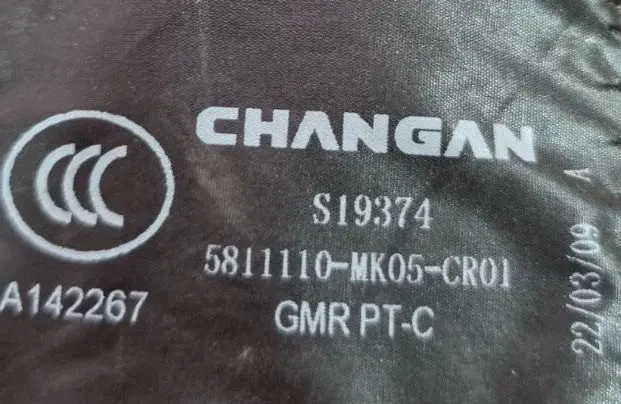 CHANGAN
CCC
S19374
5811110-MK05-CR01
A142267
GMR PT-C
22/03/09 A